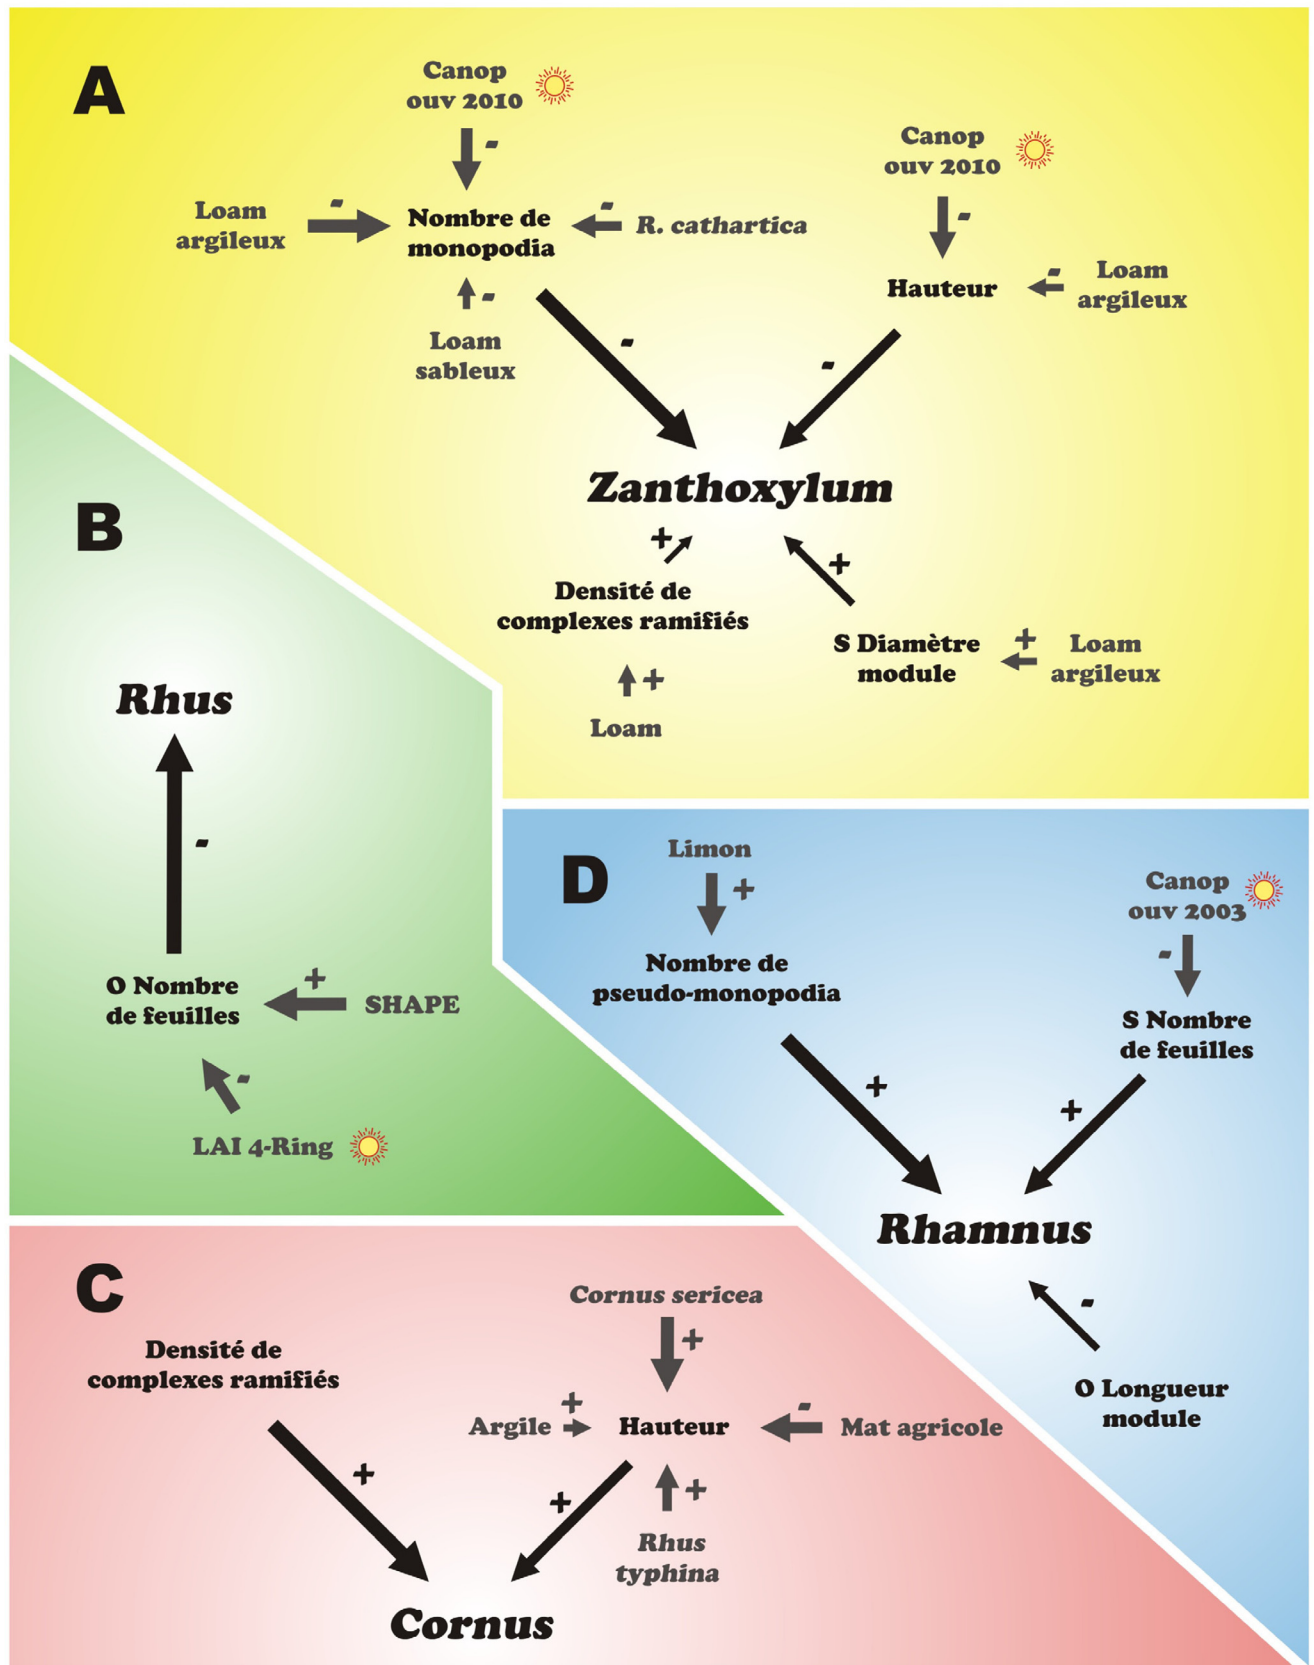 A
Canop
ouv 2010
-
Loam
argileux
-
Nombre de
monopodia
-
R. cathartica
-
Loam
sableux
Canop
ouv 2010
-
Hauteur
-
Loam
argileux
-
-
Zanthoxylum
+
Densité de
complexes ramifiés
+
Loam
+
S Diamètre
module
+
Loam
argileux
B
Rhus
-
O Nombre
de feuilles
+
SHAPE
-
LAI 4-Ring
C
Densité de
complexes ramifiés
+
Cornus sericea
+
Argile
+
Hauteur
-
Mat agricole
+
Rhus
typhina
+
Cornus
D
Limon
+
Nombre de
pseudo-monopodia
+
Canop
ouv 2003
-
S Nombre
de feuilles
+
Rhamnus
-
O Longueur
module